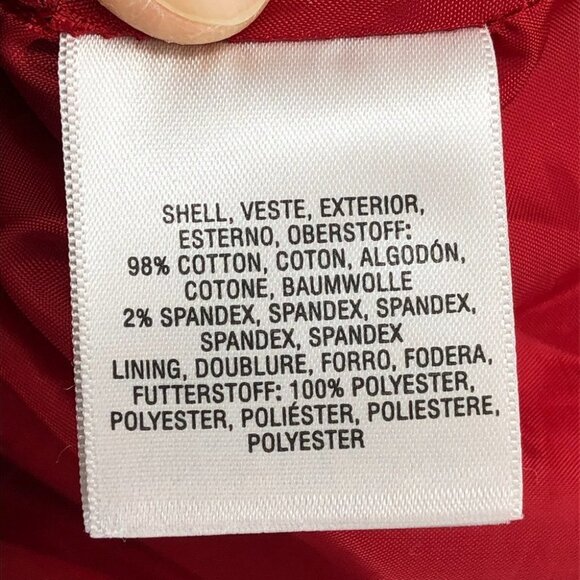 SHELL, VESTE, EXTERIOR,
ESTERNO, OBERSTOFF:
98% COTTON, COTON, ALGODÓN,
COTONE, BAUMWOLLE
2% SPANDEX, SPANDEX, SPANDEX,
SPANDEX, SPANDEX
LINING, DOUBLURE, FORRO, FODERA,
FUTTERSTOFF: 100% POLYESTER,
POLYESTER, POLIÉSTER, POLIESTERE,
POLYESTER